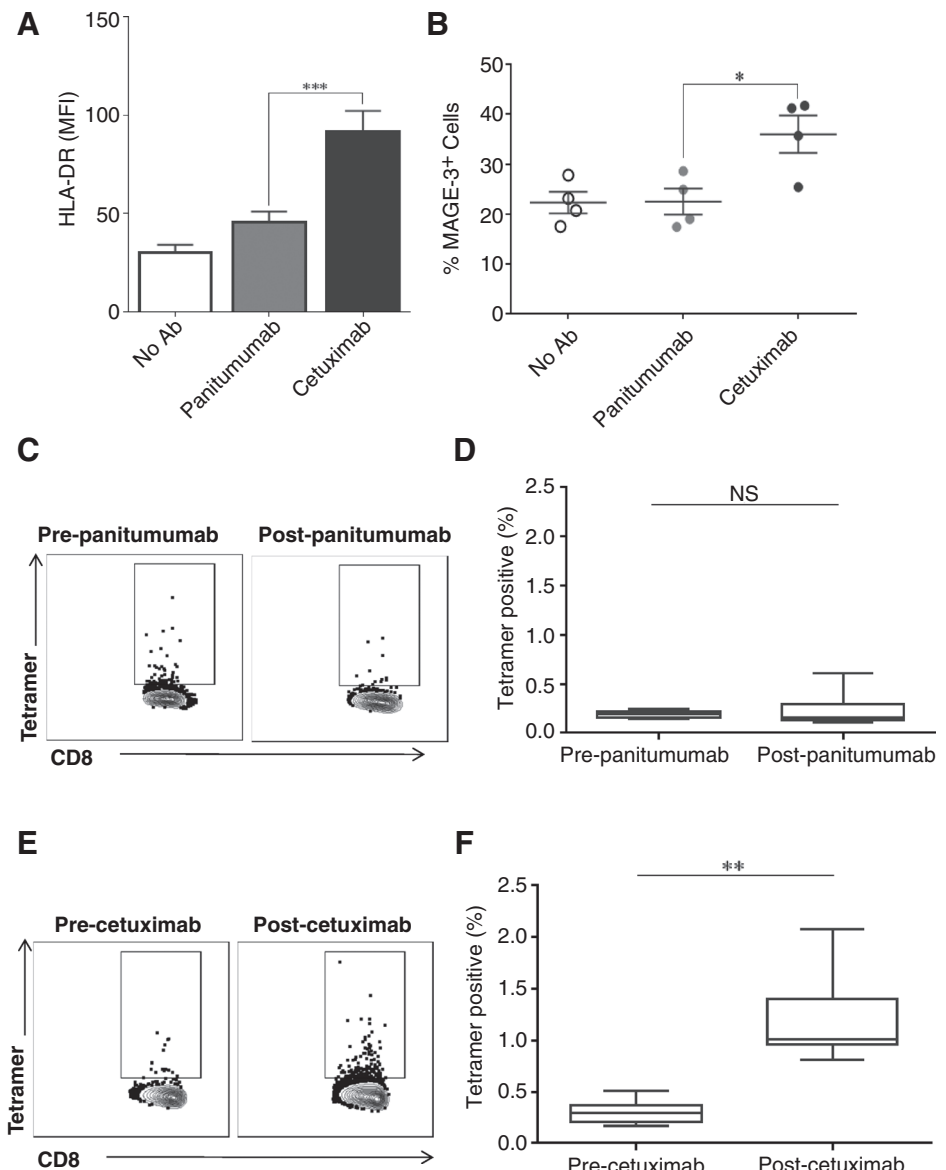 A
150
100
50
0
HLA-DR (MFI)
***
No Ab
Panitumumab
Cetuximab
B
50
40
30
20
10
0
% MAGE-3+ Cells
*
No Ab
Panitumumab
Cetuximab
C
Pre-panitumumab
Post-panitumumab
Tetramer
CD8
D
2.5
2.0
1.5
1.0
0.5
0.0
Tetramer positive (%)
NS
Pre-panitumumab
Post-panitumumab
E
Pre-cetuximab
Post-cetuximab
Tetramer
CD8
F
2.5
2.0
1.5
1.0
0.5
0.0
Tetramer positive (%)
**
Pre-cetuximab
Post-cetuximab